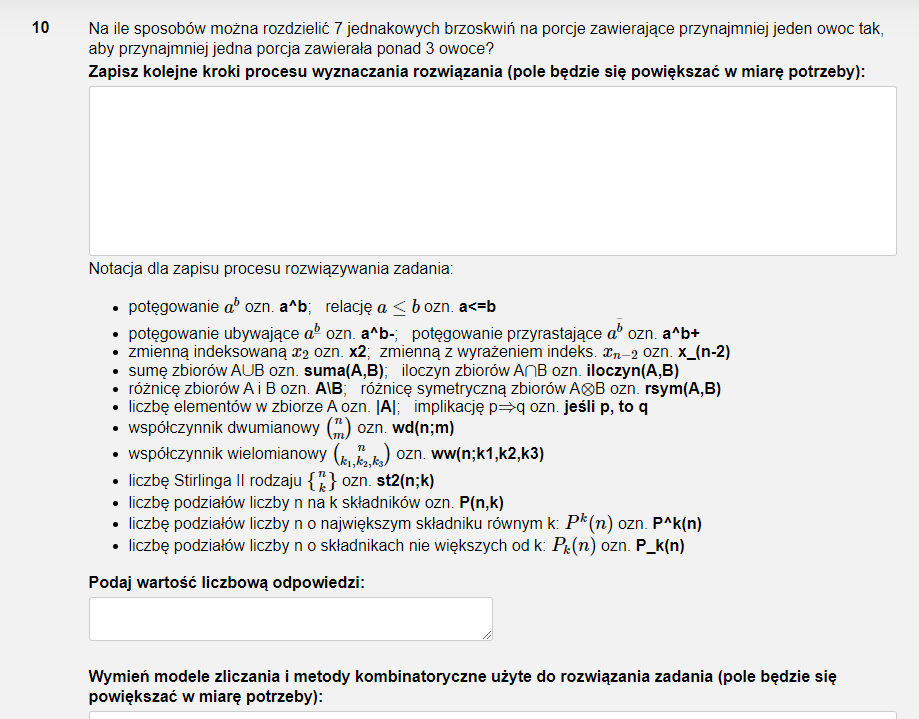 10 Na ile sposobów można rozdzielić 7 jednakowych brzoskwiń na porcje zawierające przynajmniej jeden owoc tak,
aby przynajmniej jedna porcja zawierała ponad 3 owoce?
Zapisz kolejne kroki procesu wyznaczania rozwiązania (pole będzie się powiększać w miarę potrzeby):
Notacja dla zapisu procesu rozwiązywania zadania:
• potęgowanie a^b ozn. a^b; relację a ≤ b ozn. a<=b
• potęgowanie ubywające a^{\underline{b}} ozn. a^b-; potęgowanie przyrastające a^{\overline{b}} ozn. a^b+
• zmienną indeksowaną x_2 ozn. x2; zmienną z wyrażeniem indeks. x_{n-2} ozn. x_(n-2)
• sumę zbiorów A∪B ozn. suma(A,B); iloczyn zbiorów A∩B ozn. iloczyn(A,B)
• różnicę zbiorów A i B ozn. A\B; różnicę symetryczną zbiorów A⊗B ozn. rsym(A,B)
• liczbę elementów w zbiorze A ozn. |A|; implikację p⇒q ozn. jeśli p, to q
• współczynnik dwumianowy \binom{n}{m} ozn. wd(n;m)
• współczynnik wielomianowy \binom{n}{k_1,k_2,k_3} ozn. ww(n;k1,k2,k3)
• liczbę Stirlinga II rodzaju {n \brace k} ozn. st2(n;k)
• liczbę podziałów liczby n na k składników ozn. P(n,k)
• liczbę podziałów liczby n o największym składniku równym k: P^k(n) ozn. P^k(n)
• liczbę podziałów liczby n o składnikach nie większych od k: P_k(n) ozn. P_k(n)
Podaj wartość liczbową odpowiedzi:
Wymień modele zliczania i metody kombinatoryczne użyte do rozwiązania zadania (pole będzie się
powiększać w miarę potrzeby):